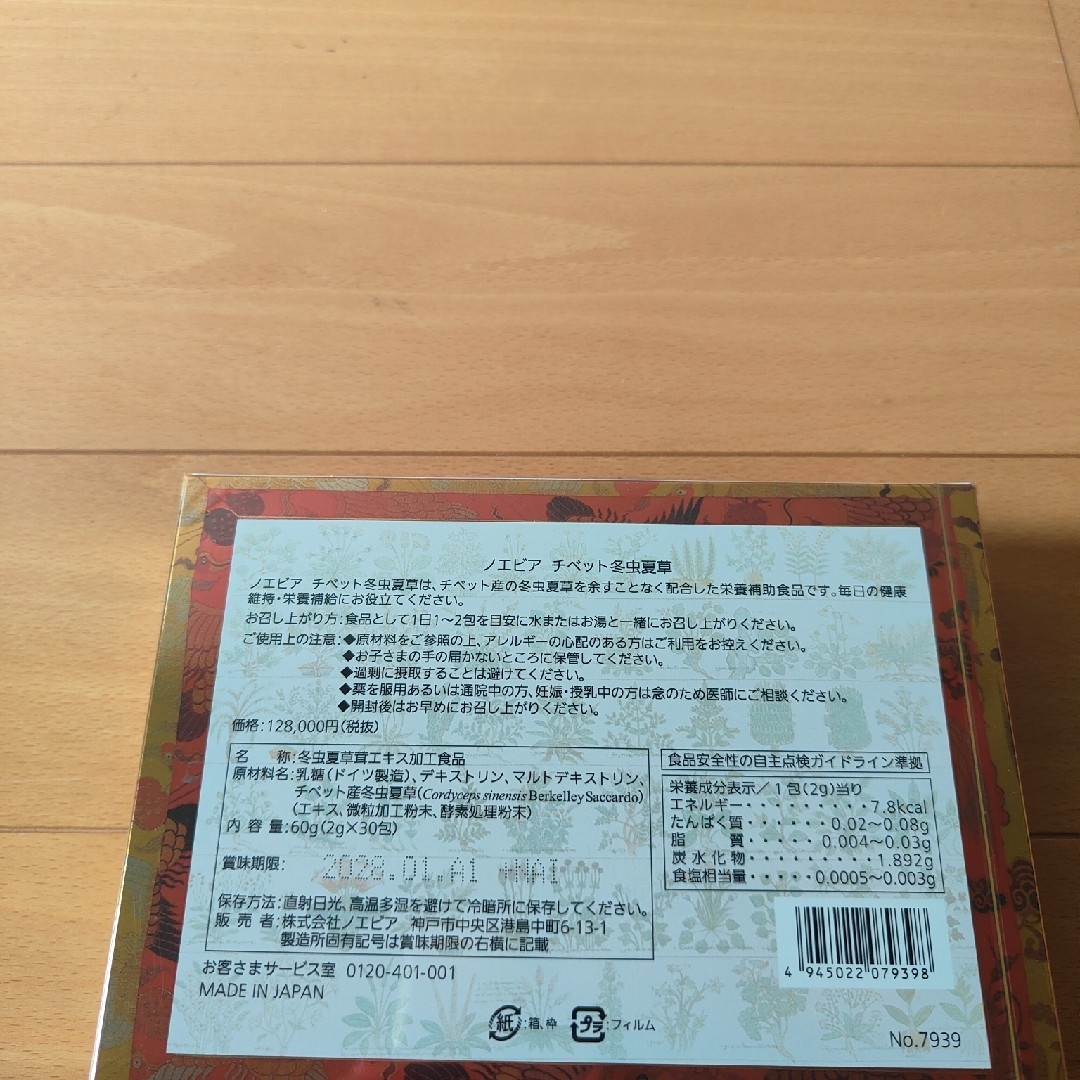 ノエビア チベット冬虫夏草
ノエビア チベット冬虫夏草は、チベット産の冬虫夏草を余すことなく配合した栄養補助食品です。毎日の健康
維持・栄養補給にお役立てください。
お召し上がり方:食品として1日1～2包を目安に水またはお湯と一緒にお召し上がりください。
ご使用上の注意:◆原材料をご参照の上、アレルギーの心配のある方はご利用をお控えください。
◆お子さまの手の届かないところに保管してください。
◆過剰に摂取することは避けてください。
◆薬を服用あるいは通院中の方、妊娠・授乳中の方は念のため医師にご相談ください。
◆開封後はお早めにお召し上がりください。
価格:128,000円(税抜)
名 称:冬虫夏草茸エキス加工食品
原材料名:乳糖(ドイツ製造)、デキストリン、マルトデキストリン、
チベット産冬虫夏草(Cordyceps sinensis Berkelley Saccardo)
(エキス、微粒加工粉末、酵素処理粉末)
内 容 量:60g(2g×30包)
賞味期限: 2028.01.A1 +NAI
保存方法:直射日光、高温多湿を避けて冷暗所に保存してください。
販 売 者:株式会社ノエビア 神戸市中央区港島中町6-13-1
製造所固有記号は賞味期限の右横に記載
お客さまサービス室 0120-401-001
MADE IN JAPAN
食品安全性の自主点検ガイドライン準拠
栄養成分表示/1包(2g)当り
エネルギー・・・・・・・・・7.8kcal
たんぱく質・・・・・・0.02～0.08g
脂 質・・・・・0.004～0.03g
炭水化物・・・・・・・・・1.892g
食塩相当量・・・・0.0005～0.003g
4 945022 079398
紙:箱、枠 プラ:フィルム
No.7939